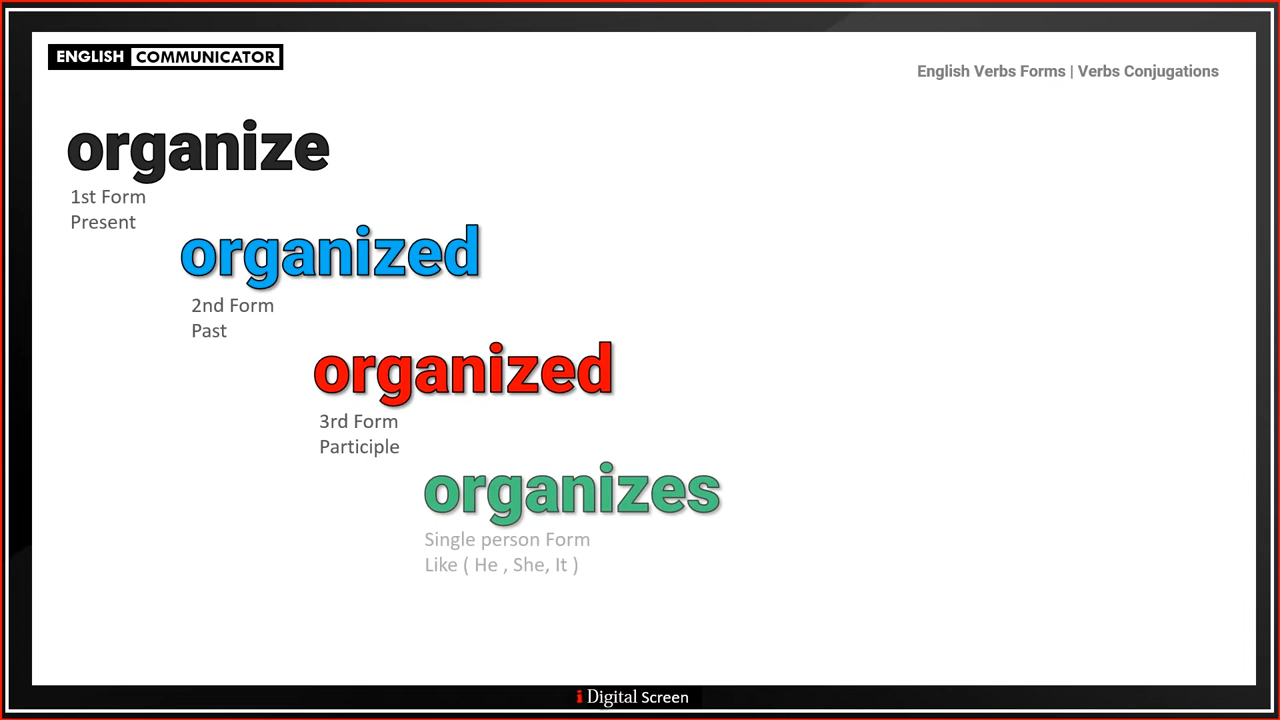 ENGLISH COMMUNICATOR
English Verbs Forms | Verbs Conjugations
organize
1st Form
Present
organized
2nd Form
Past
organized
3rd Form
Participle
organizes
Single person Form
Like ( He , She, It )
i Digital Screen